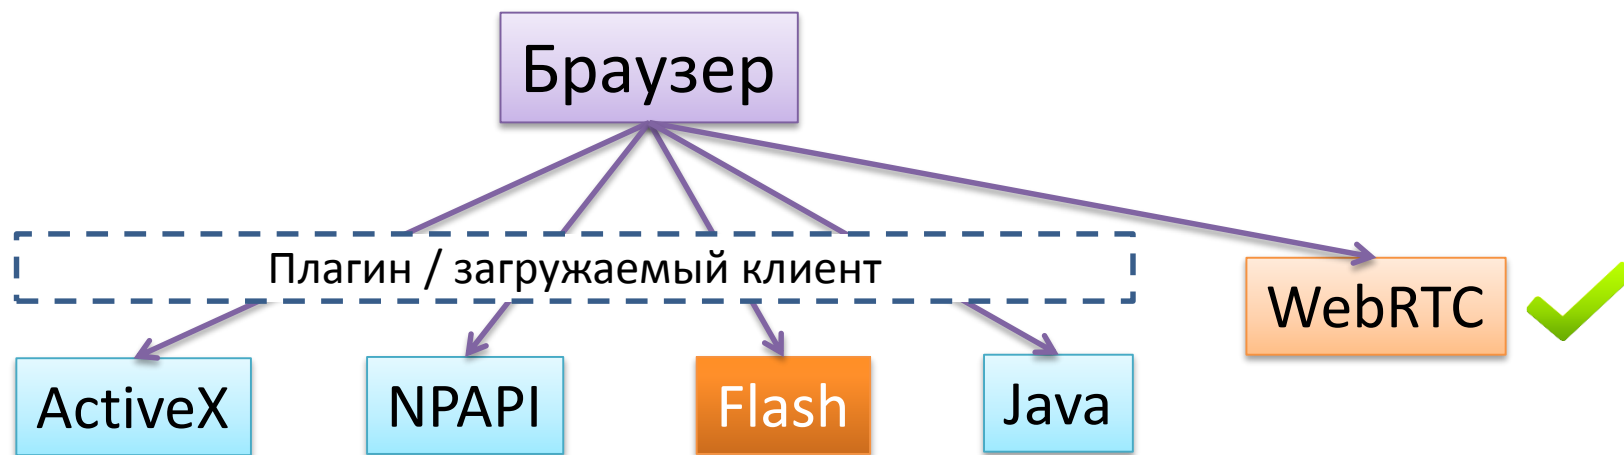 Браузер
Плагин / загружаемый клиент
WebRTC
ActiveX
NPAPI
Flash
Java